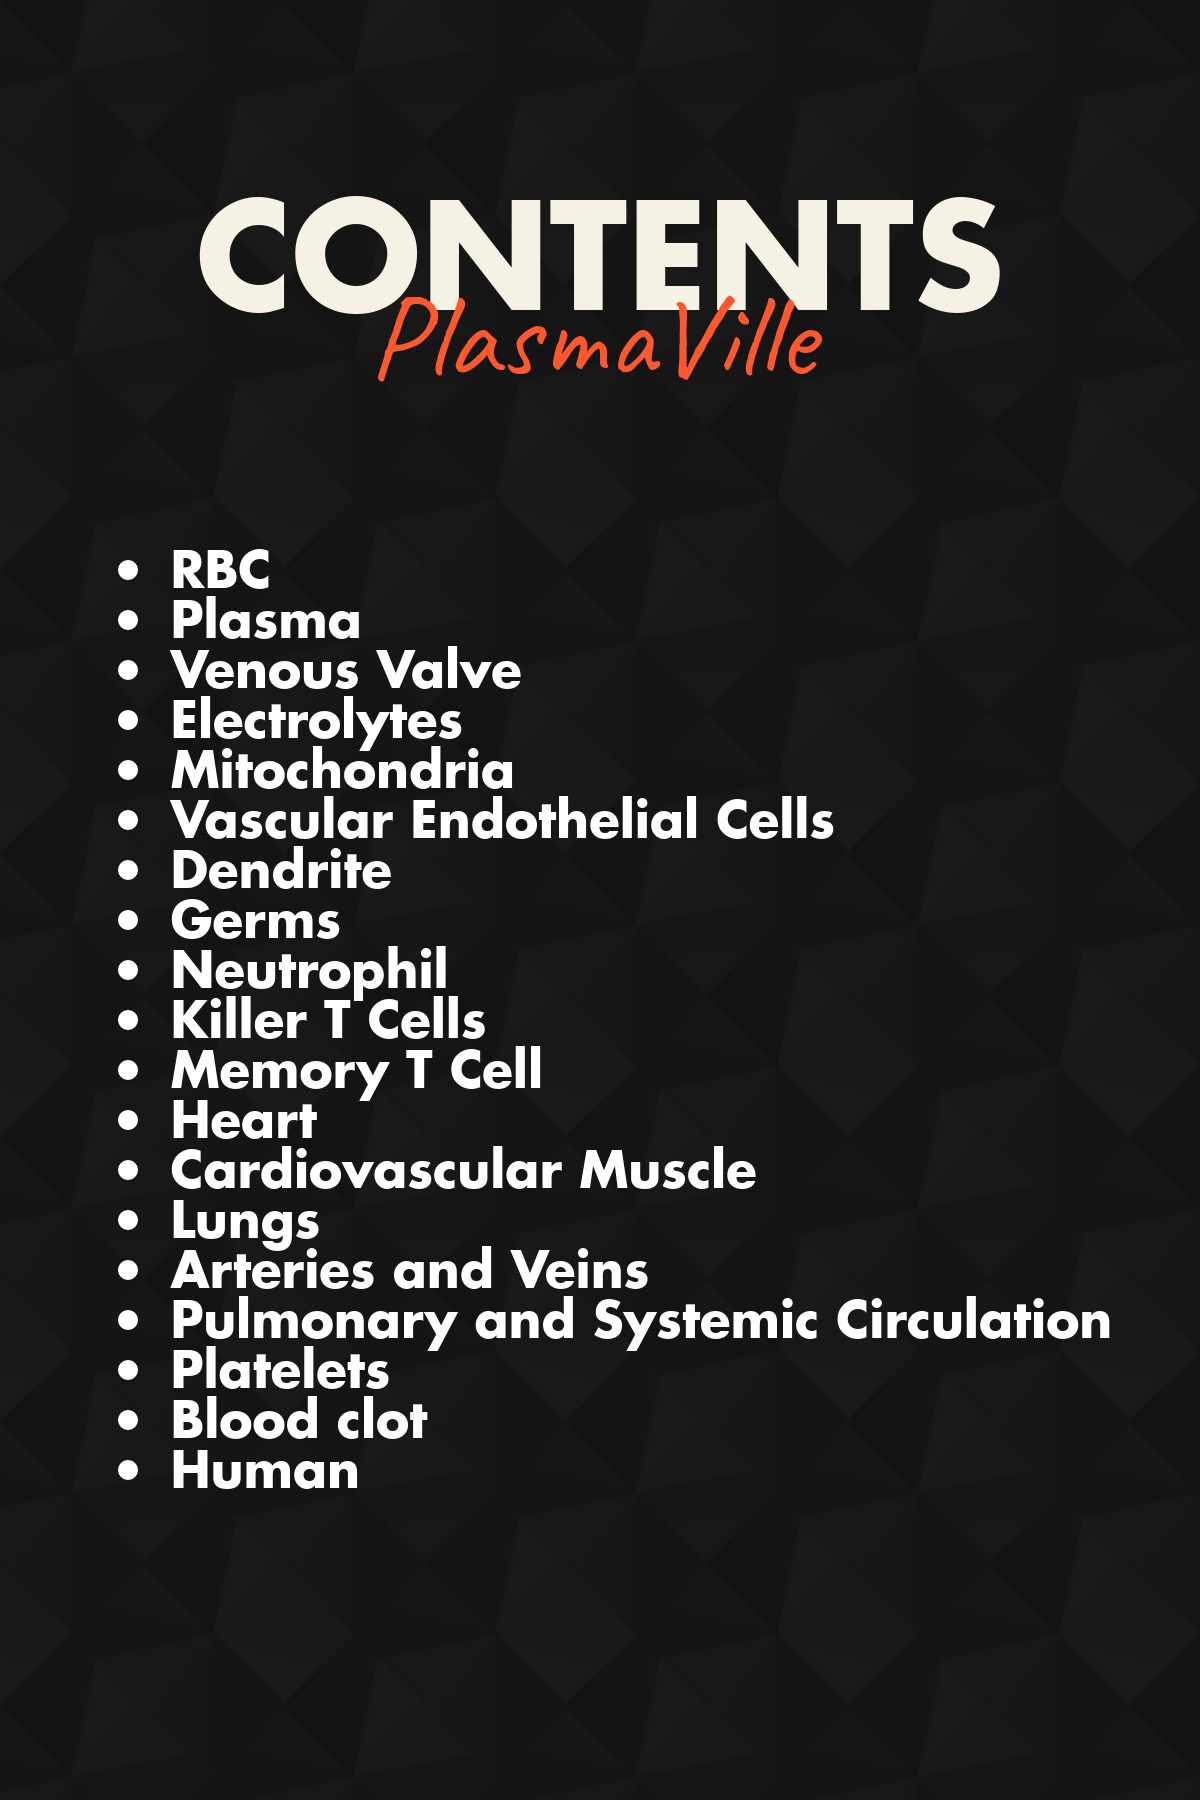 CONTENTS
PlasmaVille
• RBC
• Plasma
• Venous Valve
• Electrolytes
• Mitochondria
• Vascular Endothelial Cells
• Dendrite
• Germs
• Neutrophil
• Killer T Cells
• Memory T Cell
• Heart
• Cardiovascular Muscle
• Lungs
• Arteries and Veins
• Pulmonary and Systemic Circulation
• Platelets
• Blood clot
• Human